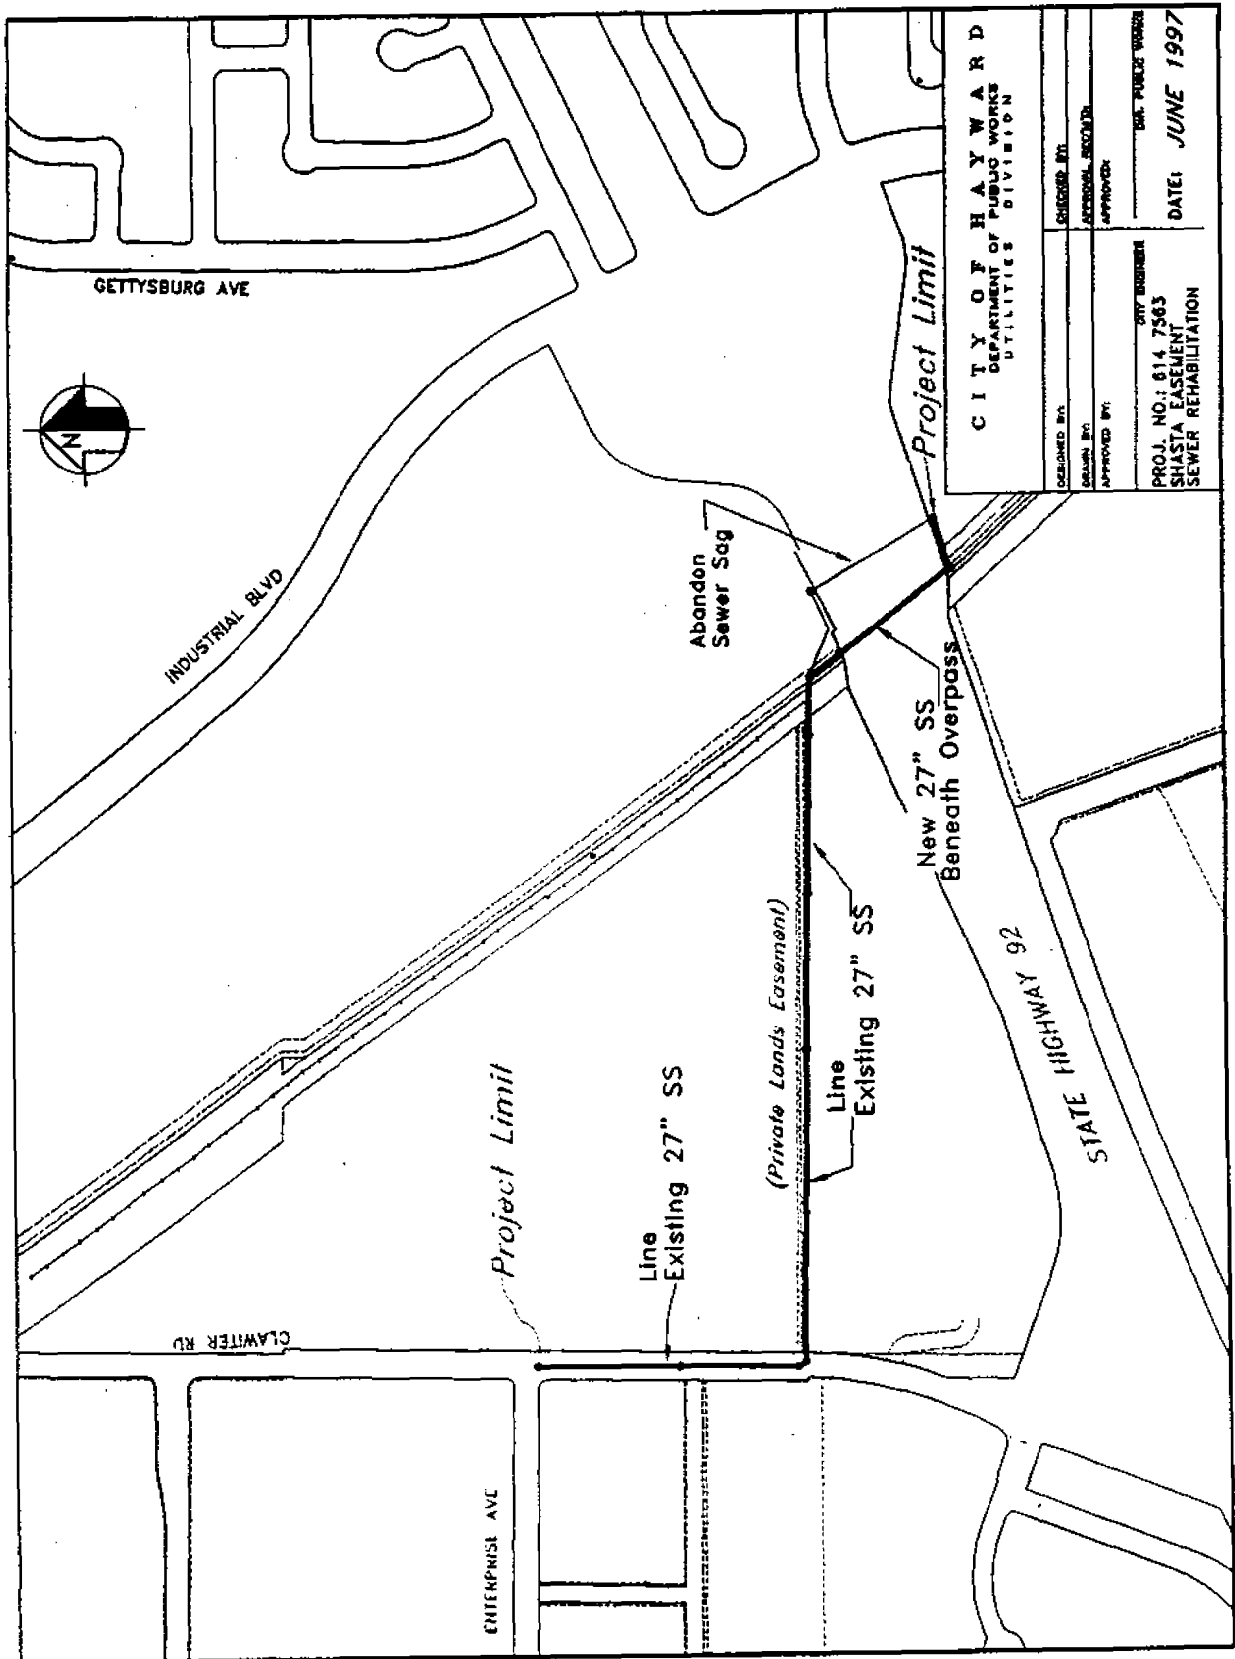 GETTYSBURG AVE
N
INDUSTRIAL BLVD
Abandon
Sewer Sag
Project Limit
New 27" SS
Beneath Overpass
(Private Lands Easement)
Line
Existing 27" SS
STATE HIGHWAY 92
Project Limit
Line
Existing 27" SS
CLAWITER RD
ENTERPRISE AVE
CITY OF HAYWARD
DEPARTMENT OF PUBLIC WORKS
UTILITIES DIVISION
DESIGNED BY:
CHECKED BY:
DRAWN BY:
APPROVED BY:
APPROVED:
CITY ENGINEER
DIR. PUBLIC WORKS
PROJ. NO.: 614 7563
SHASTA EASEMENT
SEWER REHABILITATION
DATE: JUNE 1997